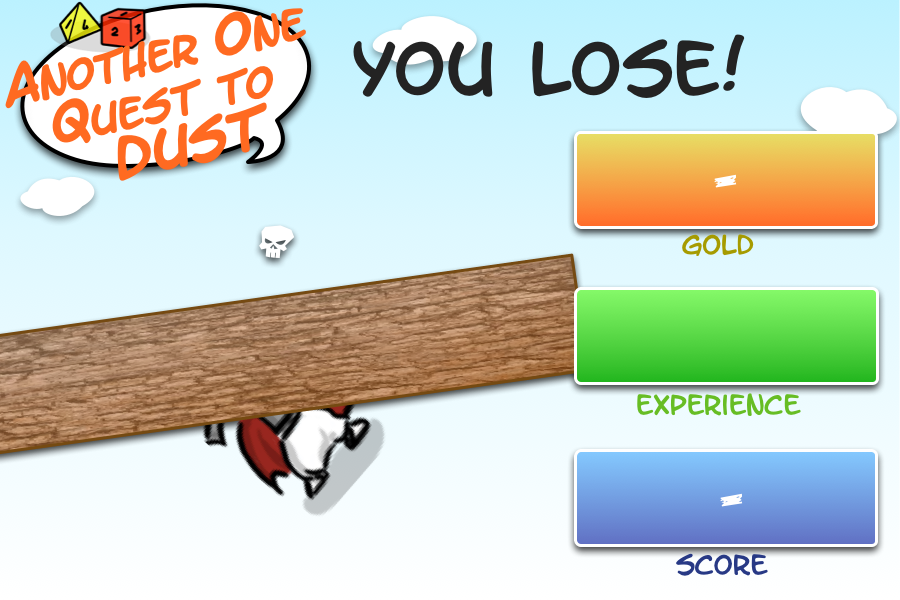 ANOTHER ONE
QUEST TO
DUST
YOU LOSE!
GOLD
EXPERIENCE
SCORE